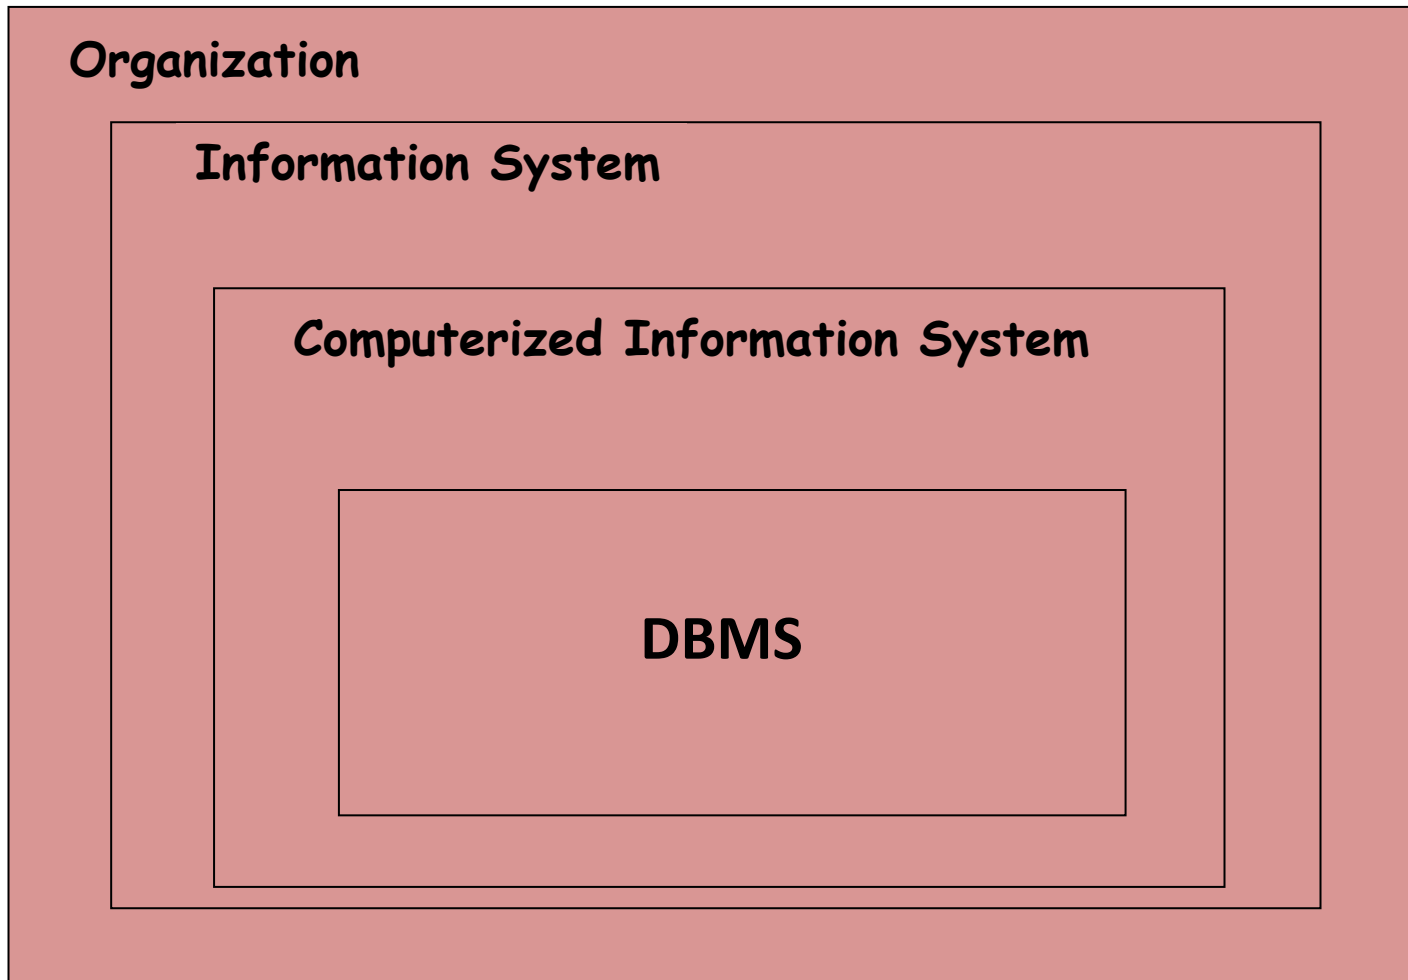 Organization
Information System
Computerized Information System
DBMS